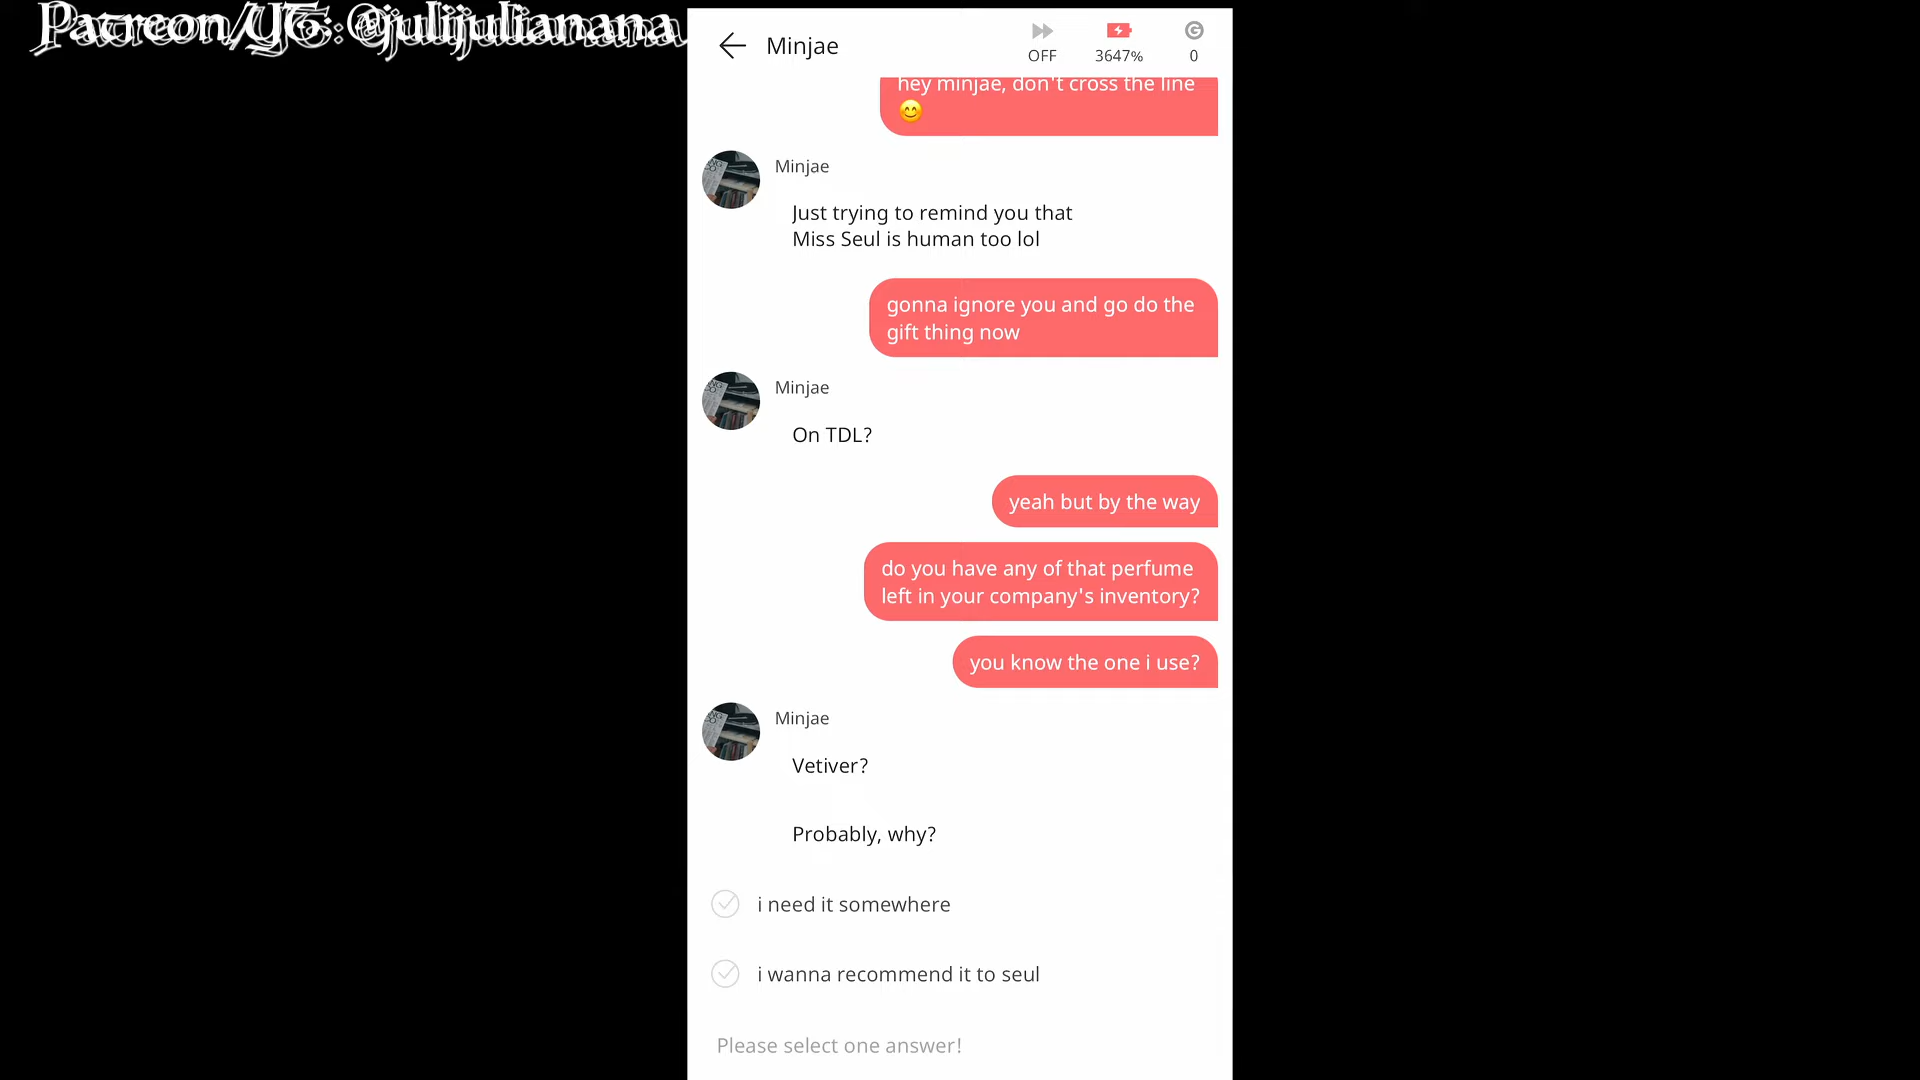 Patreon/YT: @julijulianana
Minjae
OFF
3647%
0
hey minjae, don't cross the line
😊
Minjae
Just trying to remind you that
Miss Seul is human too lol
gonna ignore you and go do the
gift thing now
Minjae
On TDL?
yeah but by the way
do you have any of that perfume
left in your company's inventory?
you know the one i use?
Minjae
Vetiver?
Probably, why?
i need it somewhere
i wanna recommend it to seul
Please select one answer!